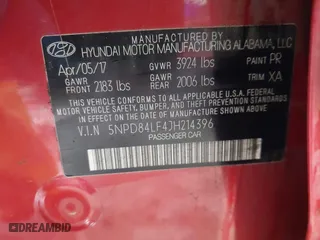 HYUNDAI MOTOR MANUFACTURING ALABAMA, LLC
Apr/05/17 GVWR 3924 lbs PAINT PR
GAWR FRONT 2183 lbs GAWR REAR 2006 lbs TRIM XA
THIS VEHICLE CONFORMS TO ALL APPLICABLE U.S. FEDERAL MOTOR VEHICLE SAFETY, BUMPER, AND THEFT PREVENTION STANDARDS IN EFFECT ON THE DATE OF MANUFACTURE SHOWN ABOVE.
V.I.N 5NPD84LF4JH214396
PASSENGER CAR
DREAMBID